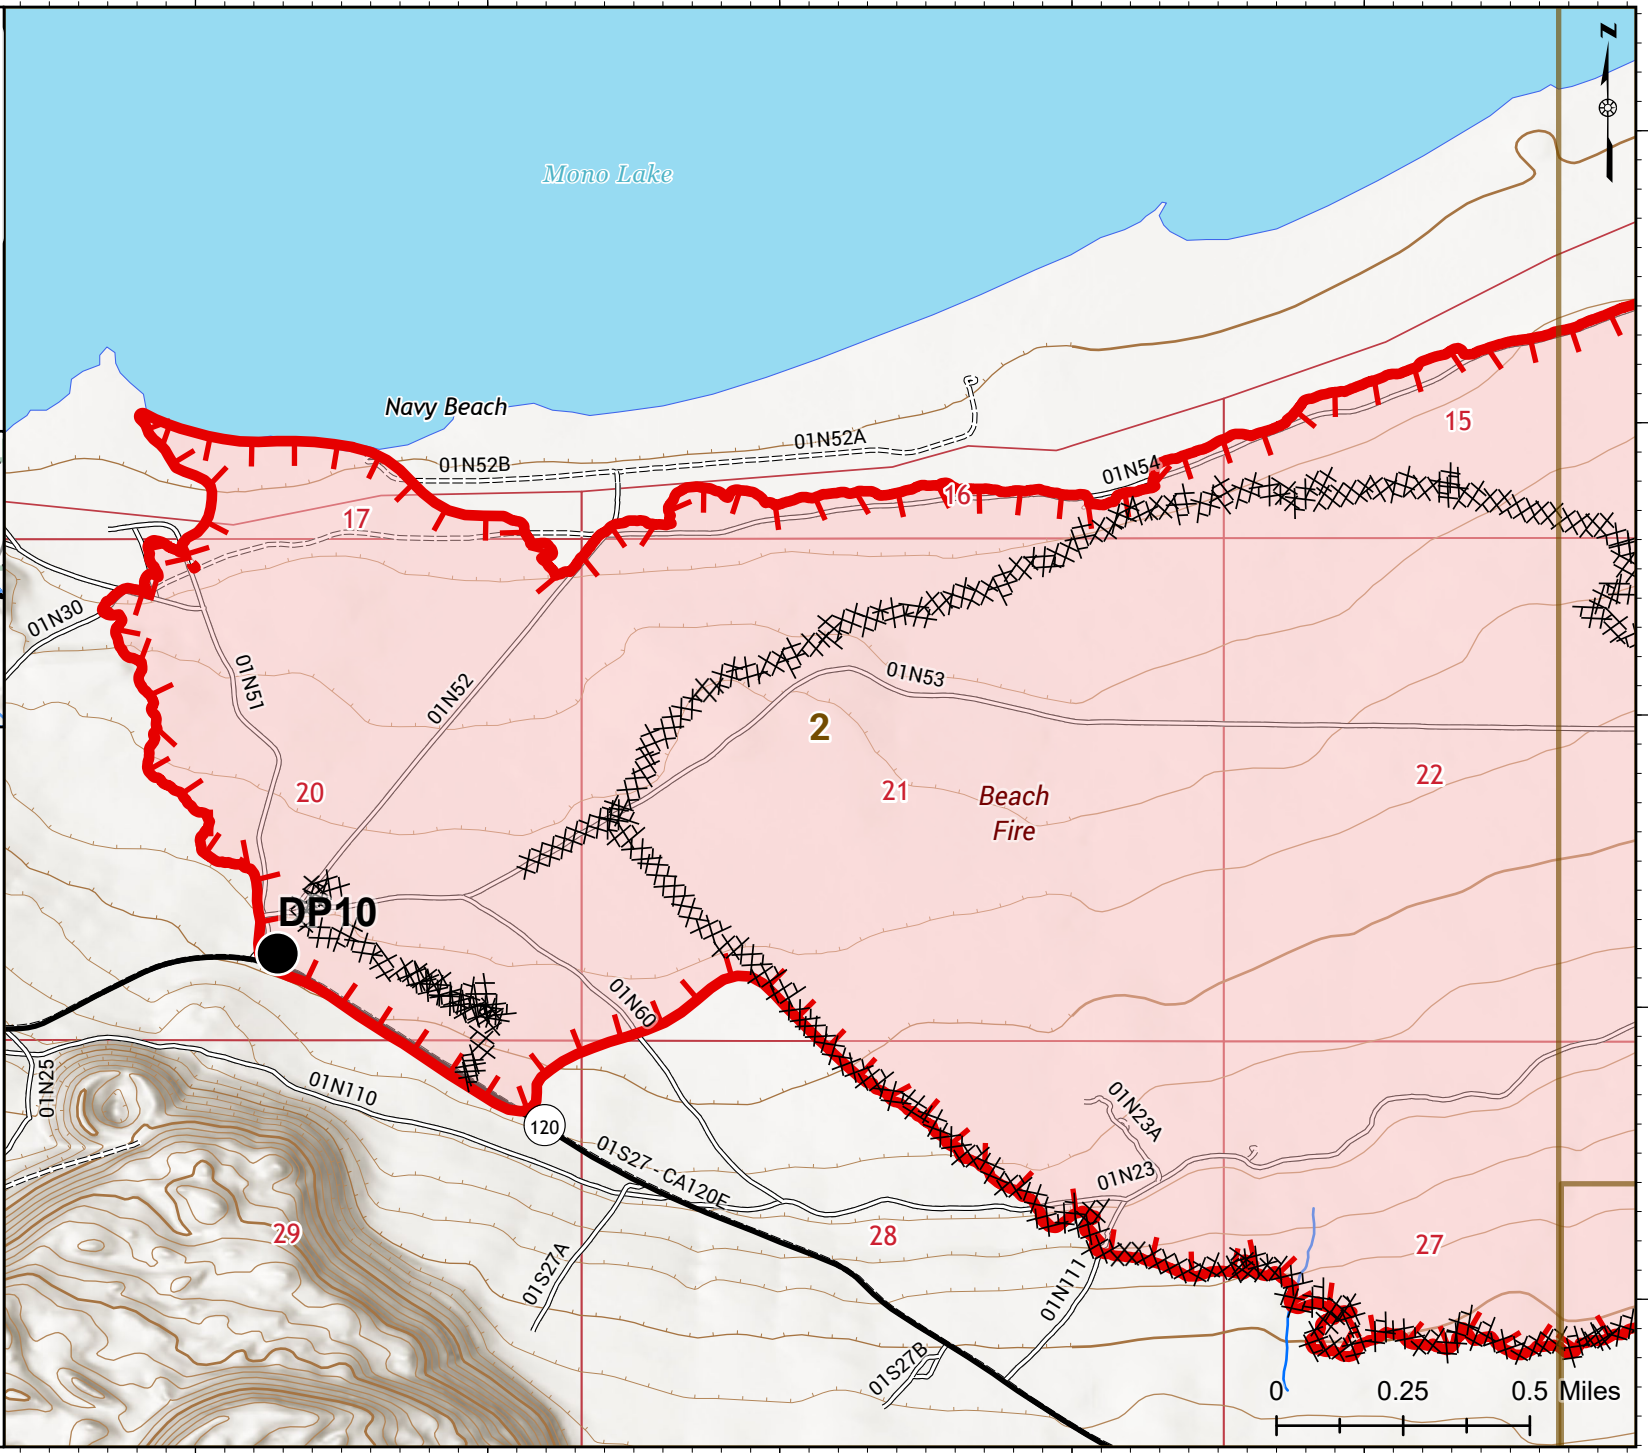 N
Mono Lake
Navy Beach
01N52A
01N52B
01N54
15
16
17
01N30
01N51
01N52
01N53
2
22
20
21
Beach
Fire
DP10
01N60
01N25
01N110
01N23A
120
01S27 - CA120E
01N23
29
28
27
01S27A
01N111
01S27B
0 0.25 0.5 Miles